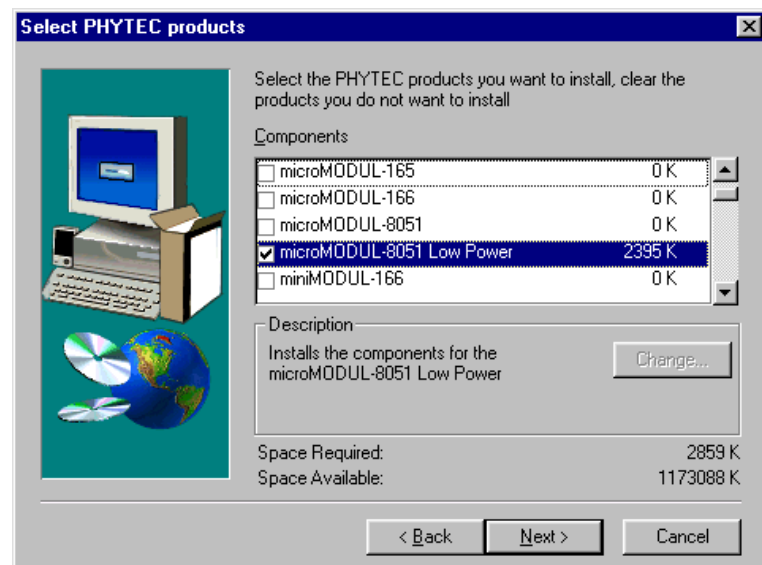 Select PHYTEC products
Select the PHYTEC products you want to install, clear the
products you do not want to install
Components
microMODUL-165 0 K
microMODUL-166 0 K
microMODUL-8051 0 K
microMODUL-8051 Low Power 2395 K
miniMODUL-166 0 K
Description
Installs the components for the
microMODUL-8051 Low Power
Change...
Space Required: 2859 K
Space Available: 1173088 K
< Back Next > Cancel